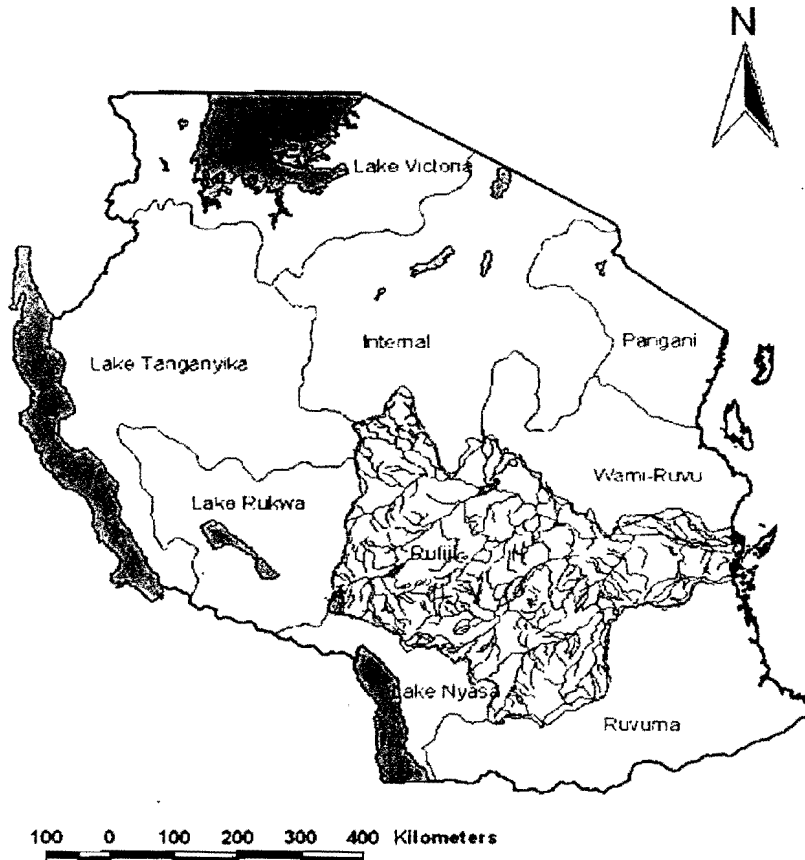 N
Lake Victoria
Internal
Pangani
Lake Tanganyika
Wami-Ruvu
Lake Rukwa
Rufiji
Lake Nyasa
Ruvuma
100 0 100 200 300 400 Kilometers